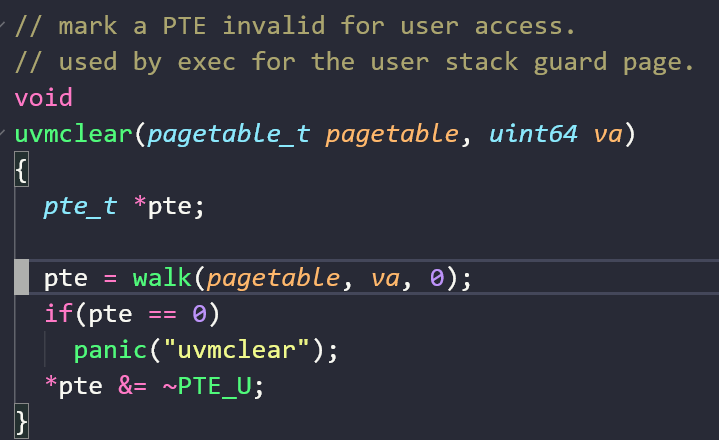 // mark a PTE invalid for user access.
// used by exec for the user stack guard page.
void
uvmclear(pagetable_t pagetable, uint64 va)
{
  pte_t *pte;
  pte = walk(pagetable, va, 0);
  if(pte == 0)
    panic("uvmclear");
  *pte &= ~PTE_U;
}